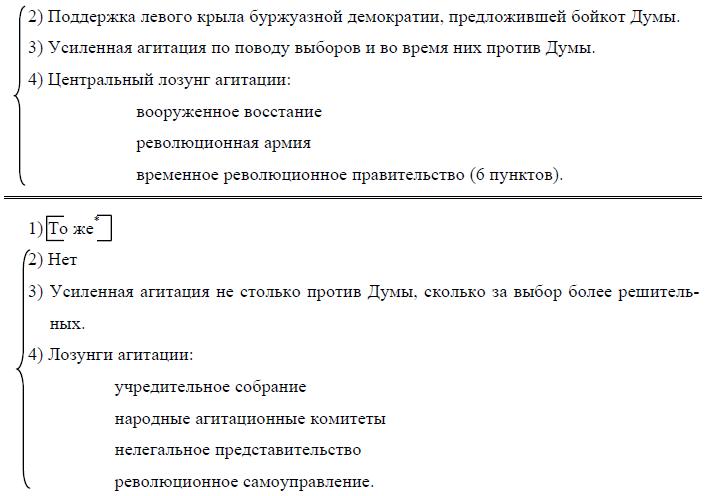 2) Поддержка левого крыла буржуазной демократии, предложившей бойкот Думы.
3) Усиленная агитация по поводу выборов и во время них против Думы.
4) Центральный лозунг агитации:
вооруженное восстание
революционная армия
временное революционное правительство (6 пунктов).
1) [То же*]
2) Нет
3) Усиленная агитация не столько против Думы, сколько за выбор более решитель-
ных.
4) Лозунги агитации:
учредительное собрание
народные агитационные комитеты
нелегальное представительство
революционное самоуправление.